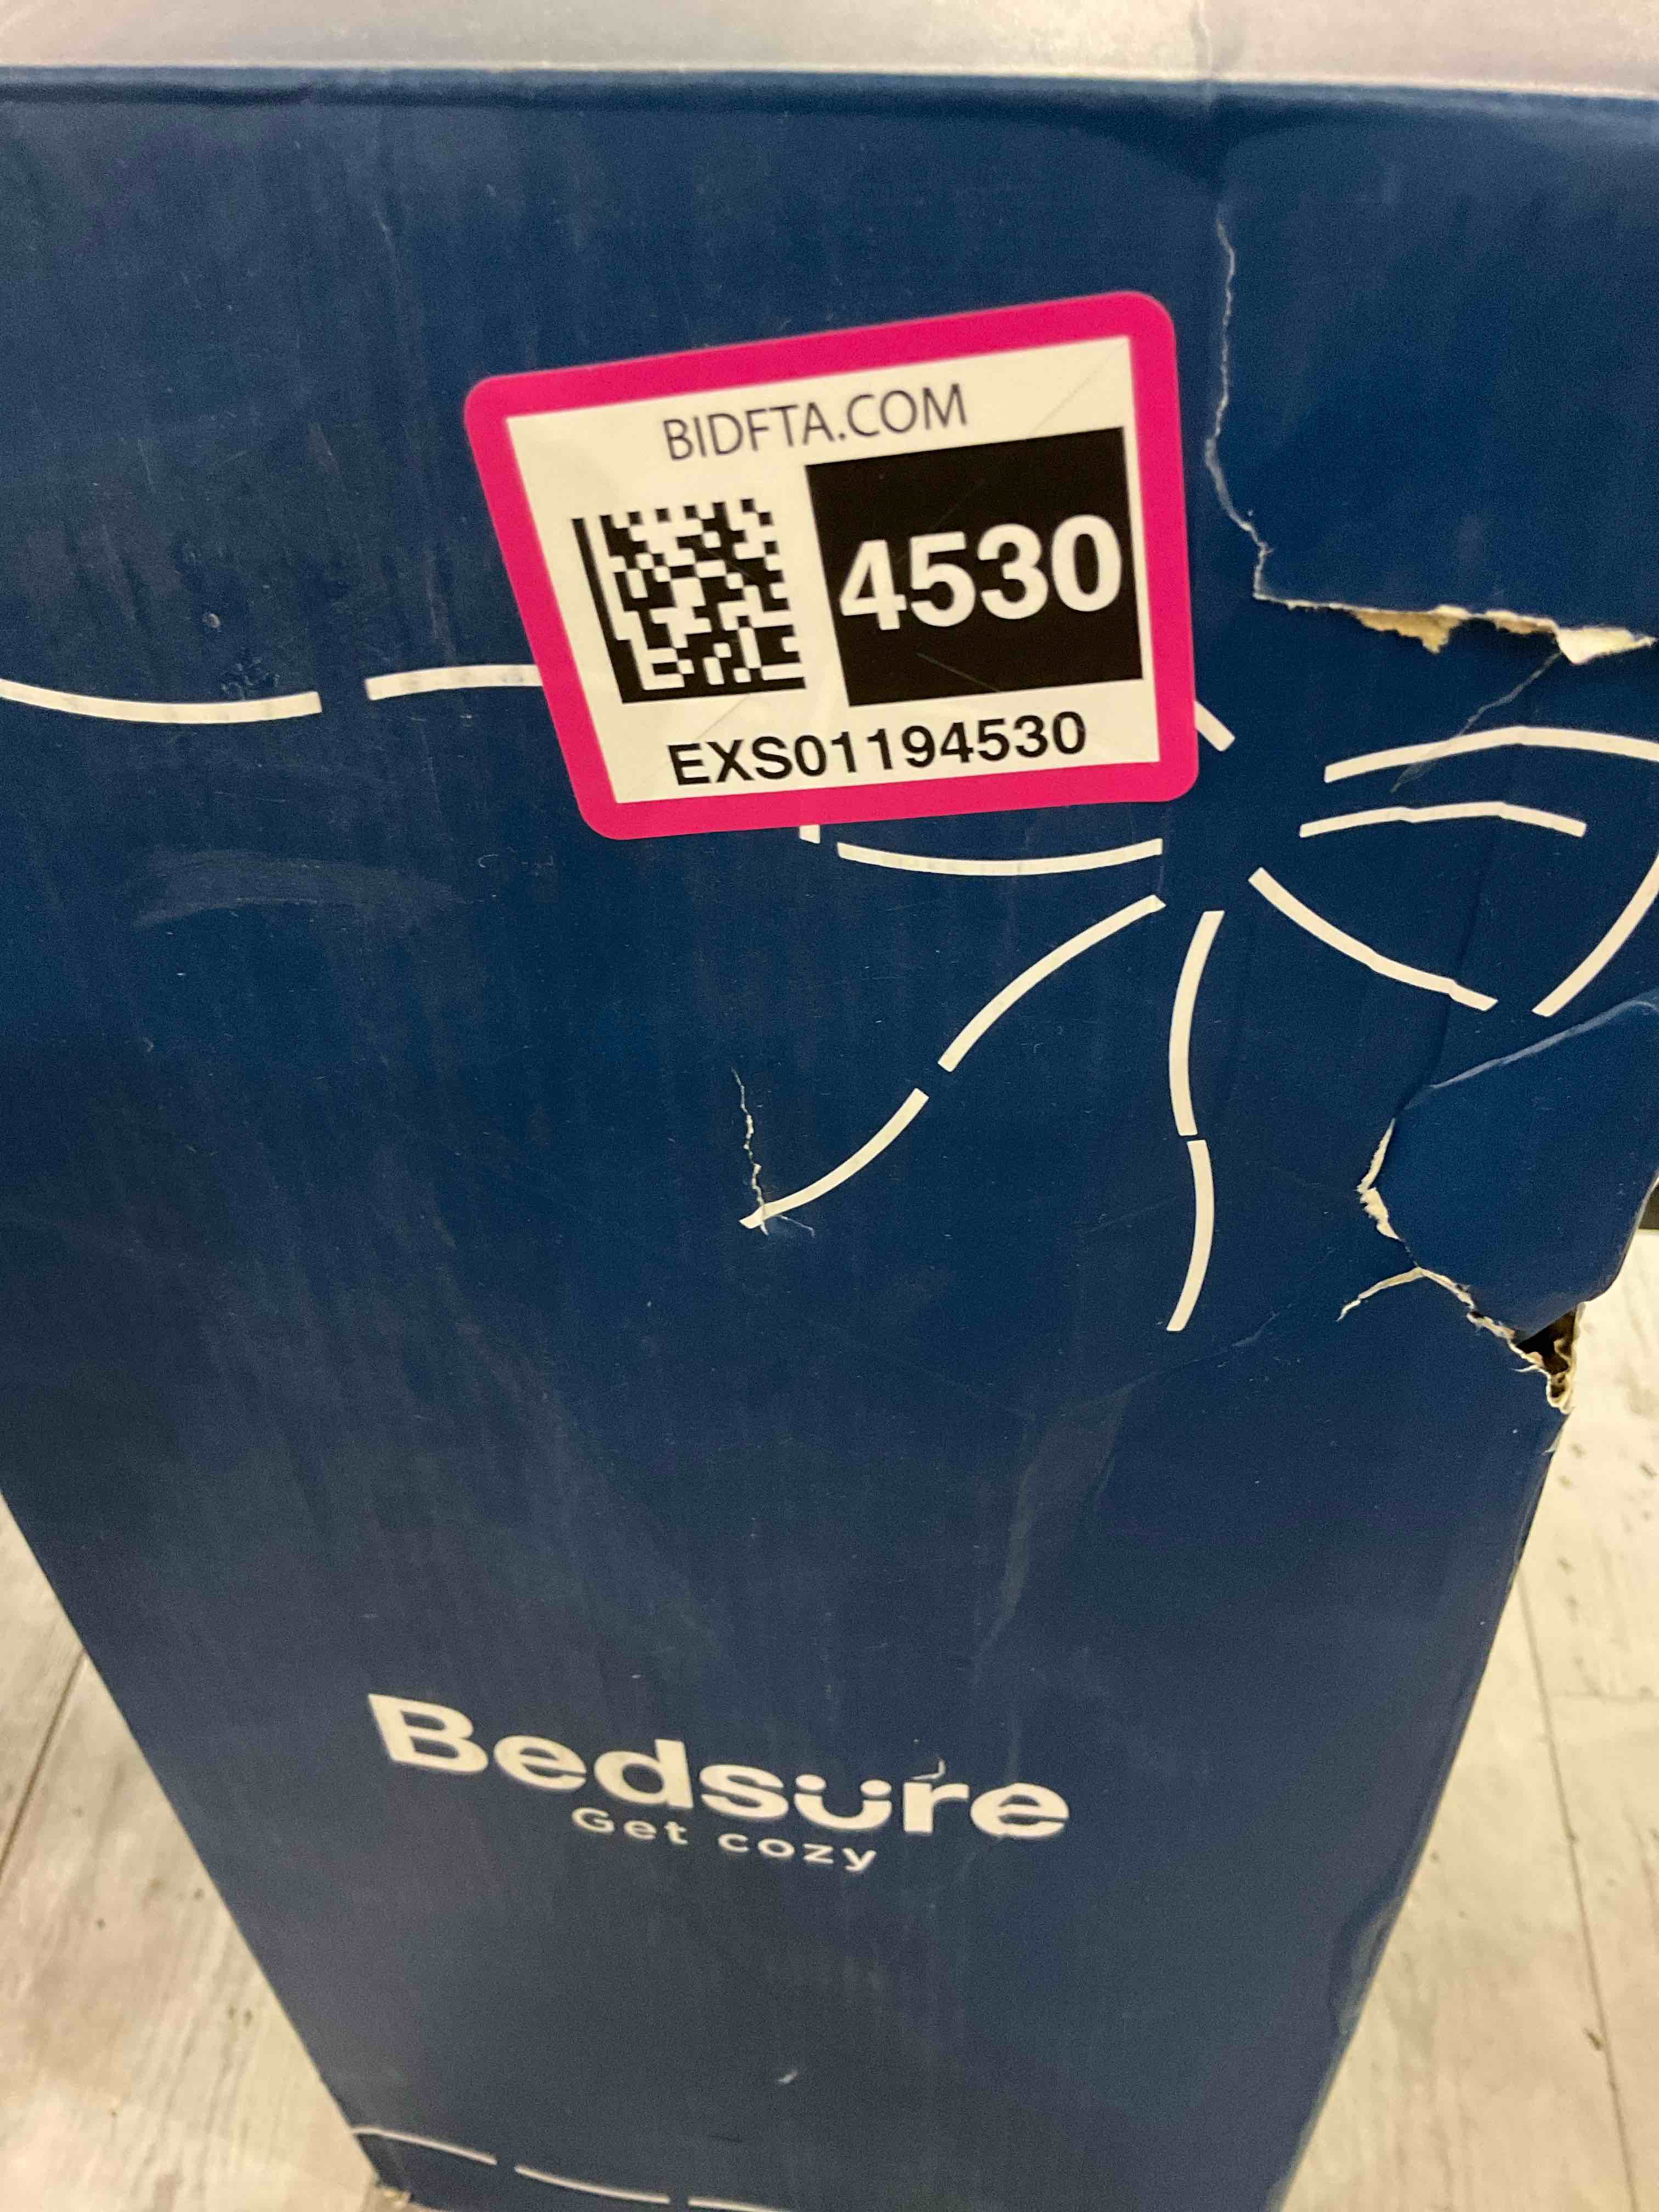 BIDFTA.COM
4530
EXS01194530
Bedsure
Get cozy